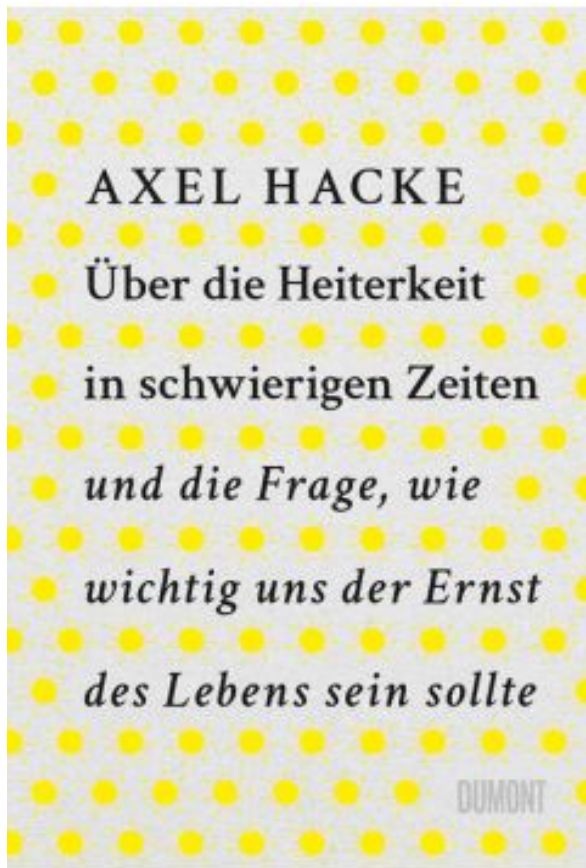 AXEL HACKE
Über die Heiterkeit
in schwierigen Zeiten
und die Frage, wie
wichtig uns der Ernst
des Lebens sein sollte
DUMONT